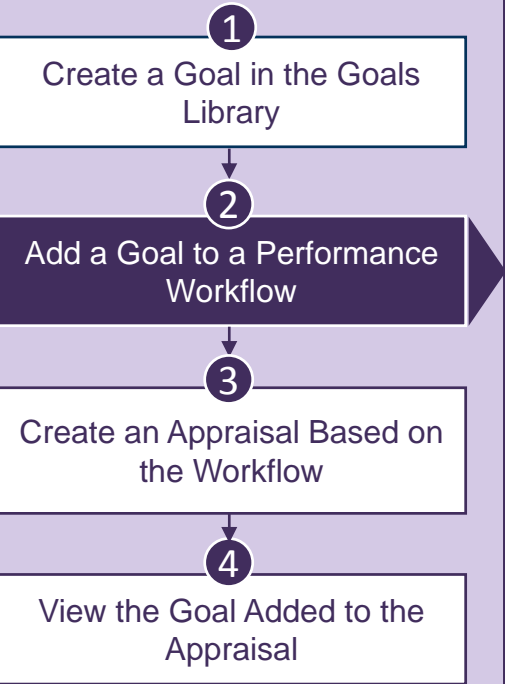 1
Create a Goal in the Goals
Library
2
Add a Goal to a Performance
Workflow
3
Create an Appraisal Based on
the Workflow
4
View the Goal Added to the
Appraisal